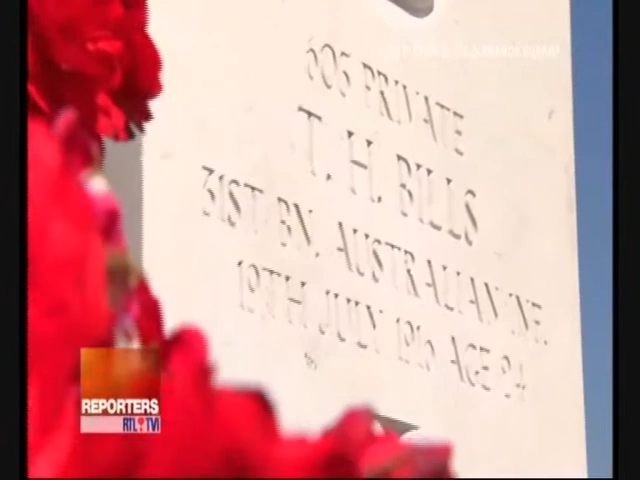 605 PRIVATE
T. H. BILLS
31ST BN. AUSTRALIAN INF.
19TH JULY 1916 AGE 24
REPORTERS
RTL TVI